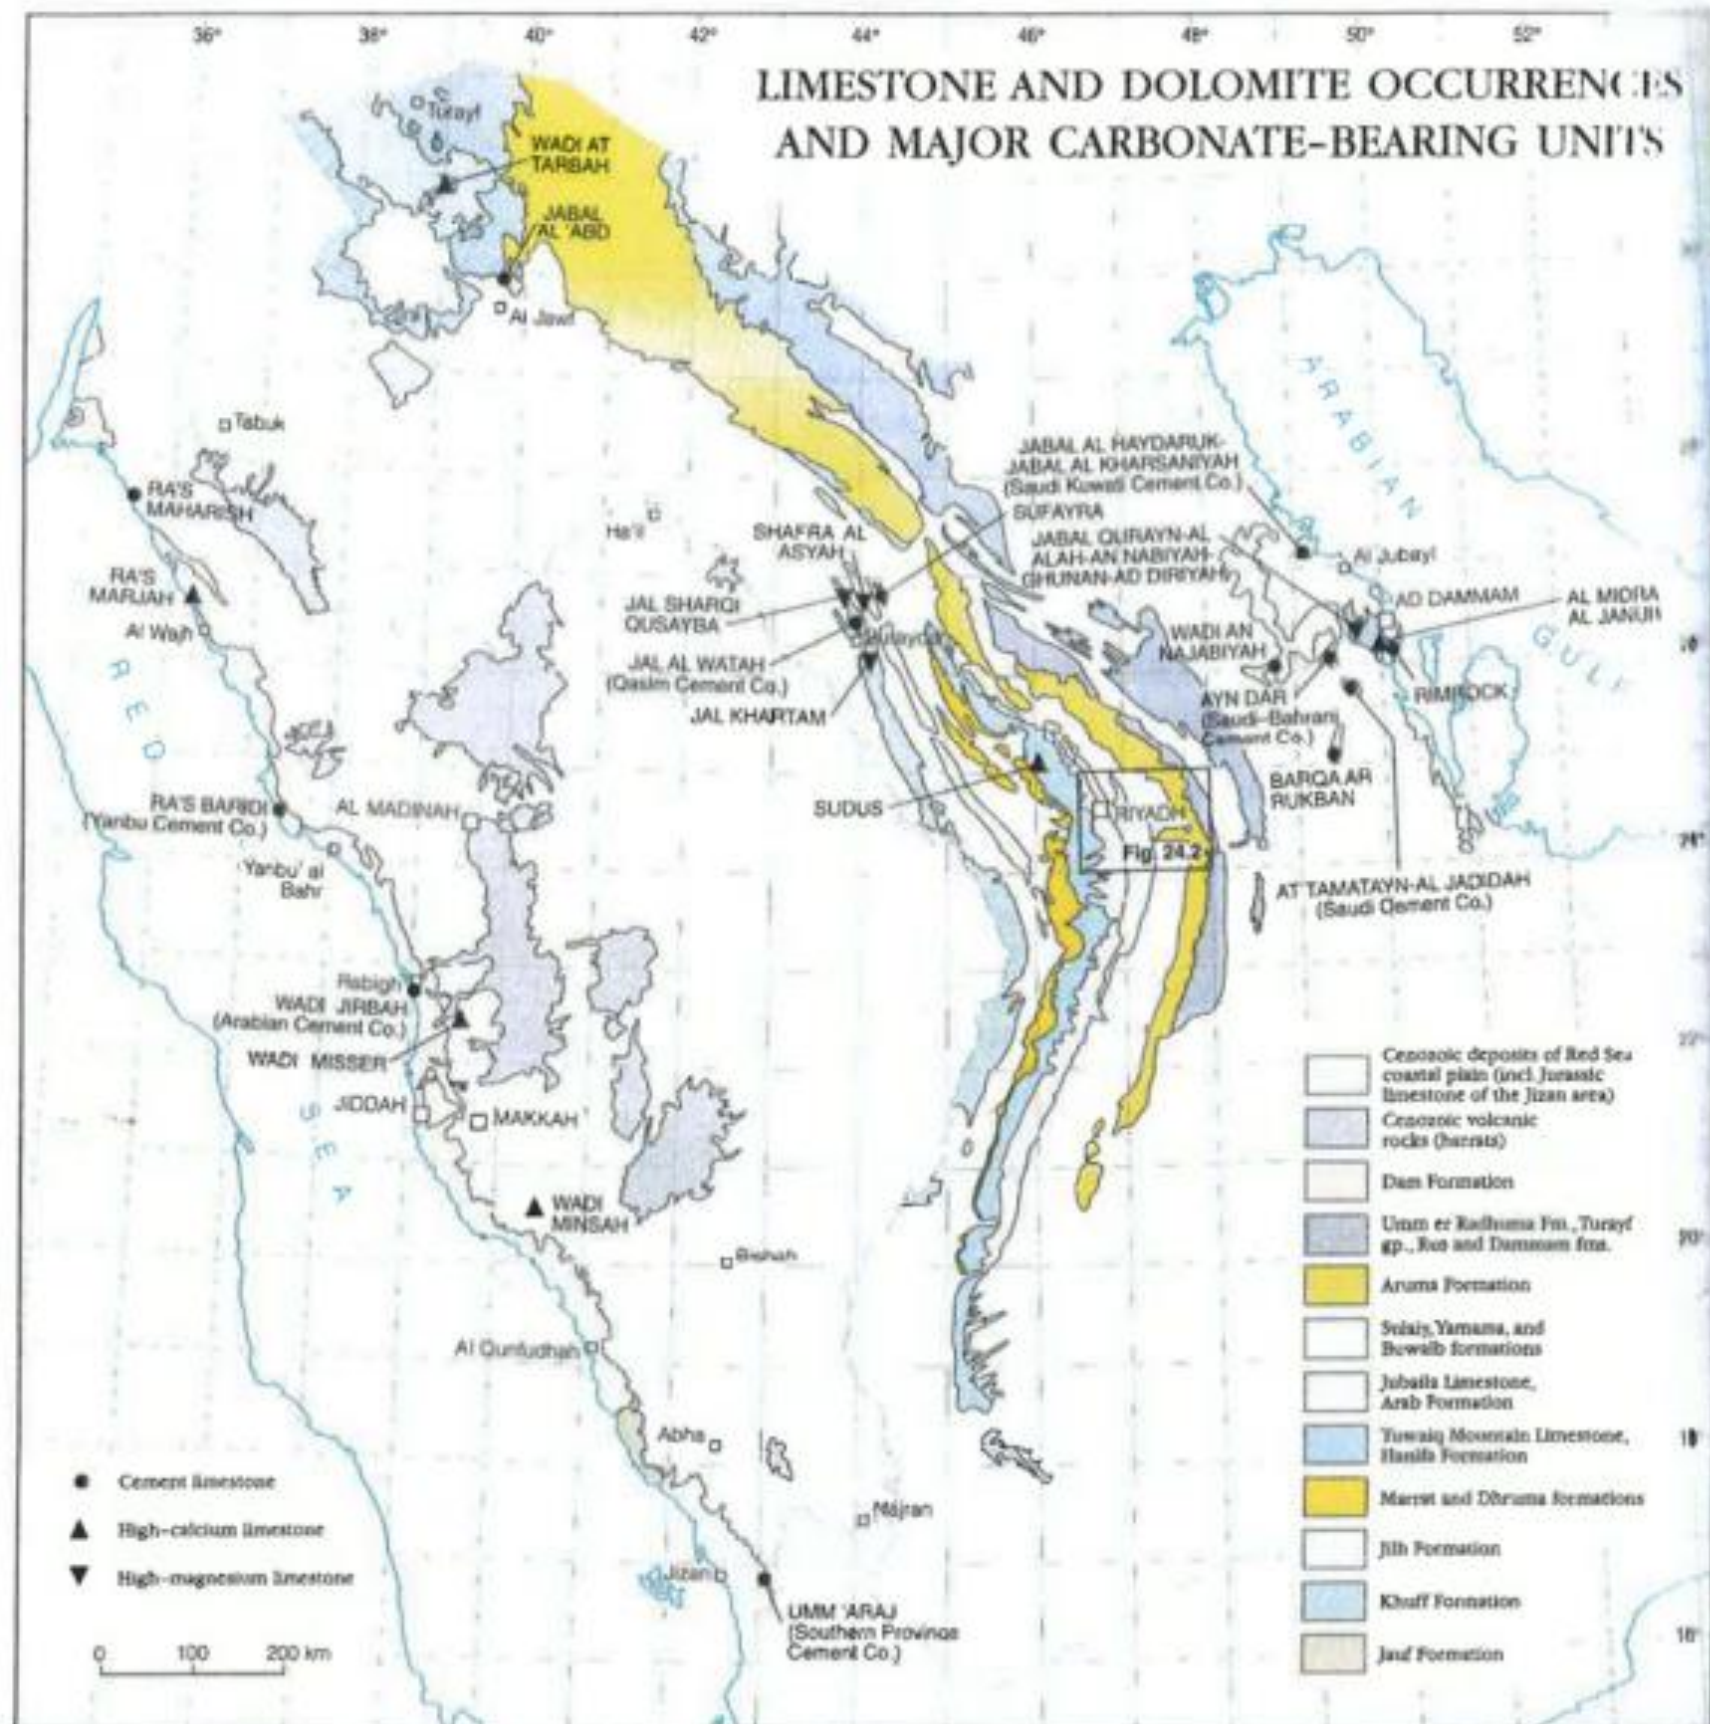 36°
38°
40°
42°
44°
46°
48°
50°
52°
LIMESTONE AND DOLOMITE OCCURRENCES
AND MAJOR CARBONATE-BEARING UNITS
Turayf
WADI AT
TARBAH
JABAL
AL 'ABD
Al Jawf
Tabuk
RA'S
MAHARISH
RA'S
MARJAH
Al Wajh
RED
SEA
Ha'il
SHAFRA AL
ASYAH
JAL SHARQI
QUSAYBA
JAL AL WATAH
(Qasim Cement Co.)
JAL KHARTAM
JABAL AL HAYDARUK-
JABAL AL KHARSANIYAH
(Saudi Kuwati Cement Co.)
SUFAYRA
JABAL QURAYN-AL
ALAH-AN NABIYAH-
GHUNAN-AD DIRIYAH
ARABIAN
GULF
Al Jubayl
AD DAMMAM
AL MIDRA
AL JANUB
WADI AN
NAJABIYAH
AYN DAR
(Saudi-Bahrani
Cement Co.)
RIMROCK
BARQA AR
RUKBAN
SUDUS
RIYADH
Fig. 24.2
AT TAMATAYN-AL JADIDAH
(Saudi Cement Co.)
24°
RA'S BARIDI
(Yanbu Cement Co.)
AL MADINAH
Yanbu' al
Bahr
Rabigh
WADI JIRBAH
(Arabian Cement Co.)
WADI MISSER
JIDDAH
MAKKAH
WADI
MINSAH
Bishah
Al Qunfudhah
Abha
Najran
Jizan
UMM 'ARAJ
(Southern Province
Cement Co.)
22°
20°
18°
16°
Cenozoic deposits of Red Sea
coastal plain (incl. Jurassic
limestone of the Jizan area)
Cenozoic volcanic
rocks (harrats)
Dam Formation
Umm er Radhuma Fm., Turayf
gp., Rus and Dammam fms.
Aruma Formation
Sulaiy, Yamama, and
Buwaib formations
Jubaila Limestone,
Arab Formation
Tuwaiq Mountain Limestone,
Hanifa Formation
Marrat and Dhruma formations
Jilh Formation
Khuff Formation
Jauf Formation
Cement limestone
High-calcium limestone
High-magnesium limestone
0 100 200 km